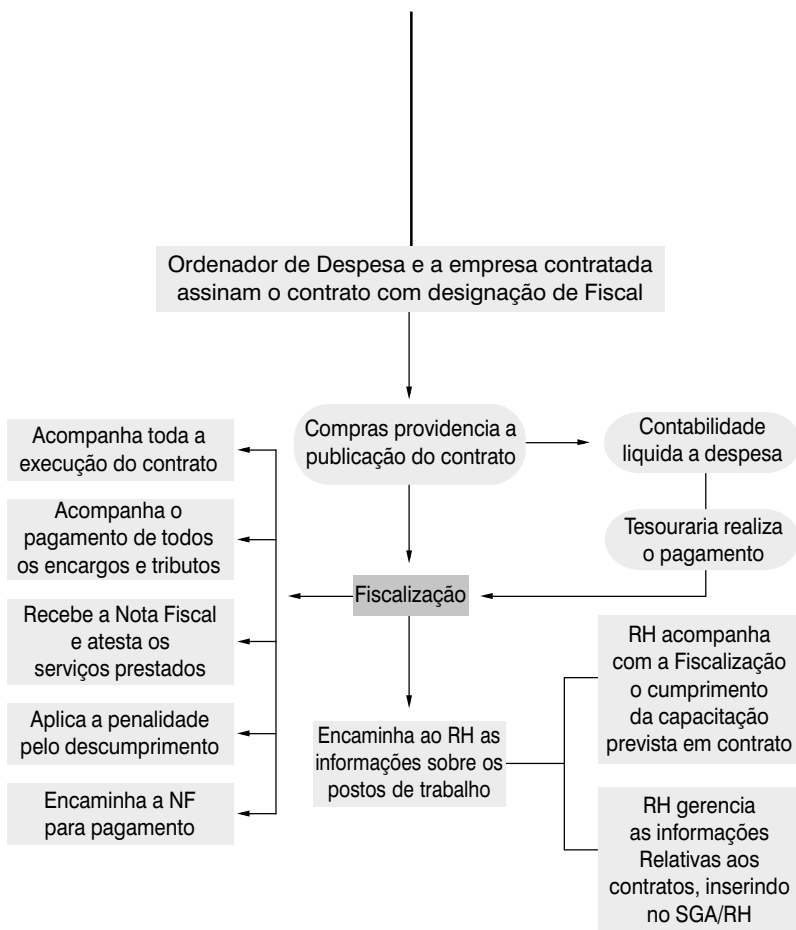 Ordenador de Despesa e a empresa contratada
assinam o contrato com designação de Fiscal
Compras providencia a
publicação do contrato
Contabilidade
liquida a despesa
Tesouraria realiza
o pagamento
Fiscalização
Acompanha toda a
execução do contrato
Acompanha o
pagamento de todos
os encargos e tributos
Recebe a Nota Fiscal
e atesta os
serviços prestados
Aplica a penalidade
pelo descumprimento
Encaminha a NF
para pagamento
Encaminha ao RH as
informações sobre os
postos de trabalho
RH acompanha
com a Fiscalização
o cumprimento
da capacitação
prevista em contrato
RH gerencia
as informações
Relativas aos
contratos, inserindo
no SGA/RH